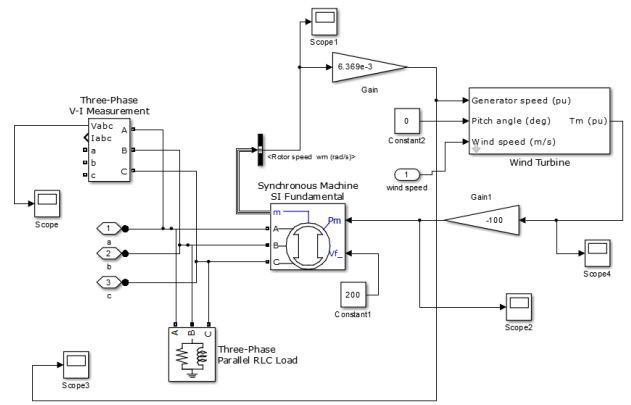 Scope1
6.369e-3
Gain
Three-Phase
V-I Measurement
Vabc
Iabc
a
b
c
A
B
C
Generator speed (pu)
Pitch angle (deg)
Wind speed (m/s)
Tm (pu)
Wind Turbine
0
Constant2
<Rotor speed wm (rad/s)>
1
wind speed
Scope
Synchronous Machine
SI Fundamental
m
Pm
A
B
C
Vf_
Gain1
-100
1
a
2
b
3
c
Scope4
200
Constant1
Scope2
A
B
C
Three-Phase
Parallel RLC Load
Scope3